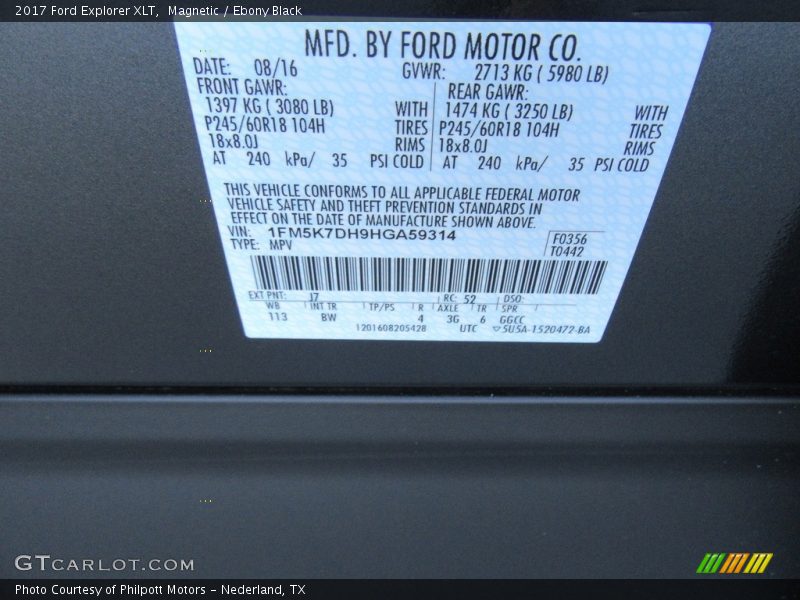 2017 Ford Explorer XLT, Magnetic / Ebony Black
MFD. BY FORD MOTOR CO.
DATE: 08/16 GVWR: 2713 KG ( 5980 LB)
FRONT GAWR: REAR GAWR:
1397 KG ( 3080 LB) WITH 1474 KG ( 3250 LB) WITH
P245/60R18 104H TIRES P245/60R18 104H TIRES
18x8.0J RIMS 18x8.0J RIMS
AT 240 kPa/ 35 PSI COLD AT 240 kPa/ 35 PSI COLD
THIS VEHICLE CONFORMS TO ALL APPLICABLE FEDERAL MOTOR
VEHICLE SAFETY AND THEFT PREVENTION STANDARDS IN
EFFECT ON THE DATE OF MANUFACTURE SHOWN ABOVE.
VIN: 1FM5K7DH9HGA59314 F0356
TYPE: MPV T0442
EXT PNT: J7 RC: 52 DSO:
WB INT TR TP/PS R AXLE TR SPR
113 BW 4 3G 6 GGCC
1201608205428 UTC ▽5U5A-1520472-BA
GTCARLOT.COM
Photo Courtesy of Philpott Motors - Nederland, TX